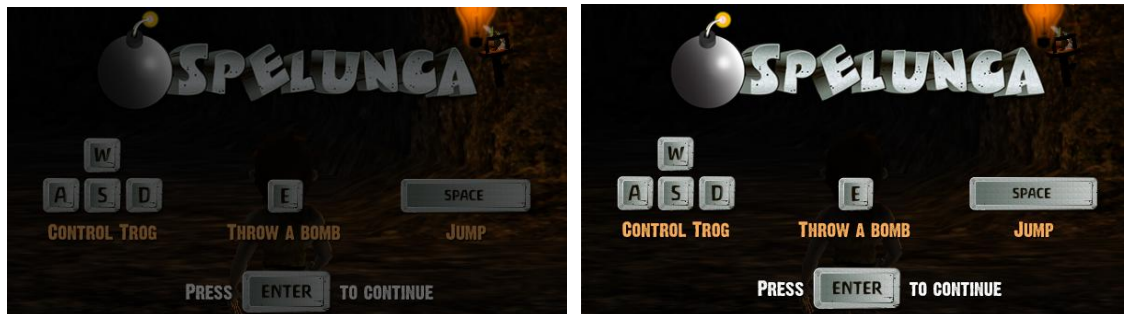 SPELUNCA
W
A S D E SPACE
CONTROL TROG THROW A BOMB JUMP
PRESS ENTER TO CONTINUE
SPELUNCA
W
A S D E SPACE
CONTROL TROG THROW A BOMB JUMP
PRESS ENTER TO CONTINUE